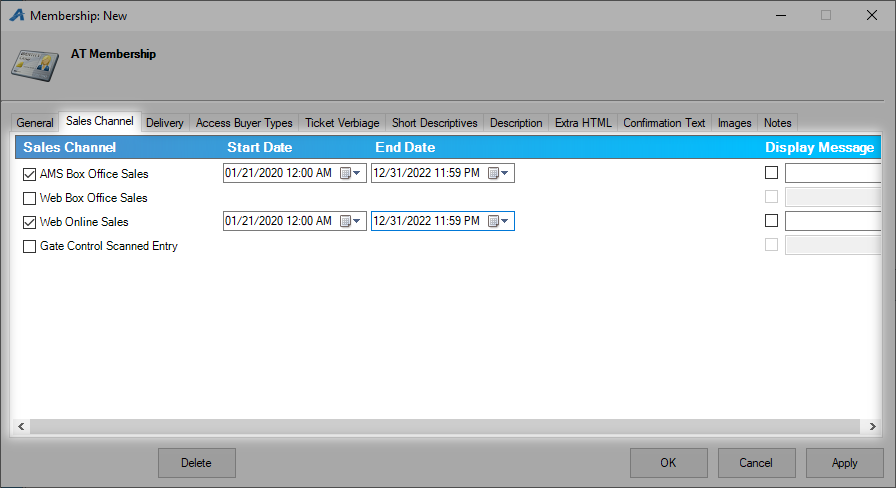 Membership: New
AT Membership
General Sales Channel Delivery Access Buyer Types Ticket Verbiage Short Descriptives Description Extra HTML Confirmation Text Images Notes
Sales Channel Start Date End Date Display Message
AMS Box Office Sales 01/21/2020 12:00 AM 12/31/2022 11:59 PM
Web Box Office Sales
Web Online Sales 01/21/2020 12:00 AM 12/31/2022 11:59 PM
Gate Control Scanned Entry
Delete OK Cancel Apply